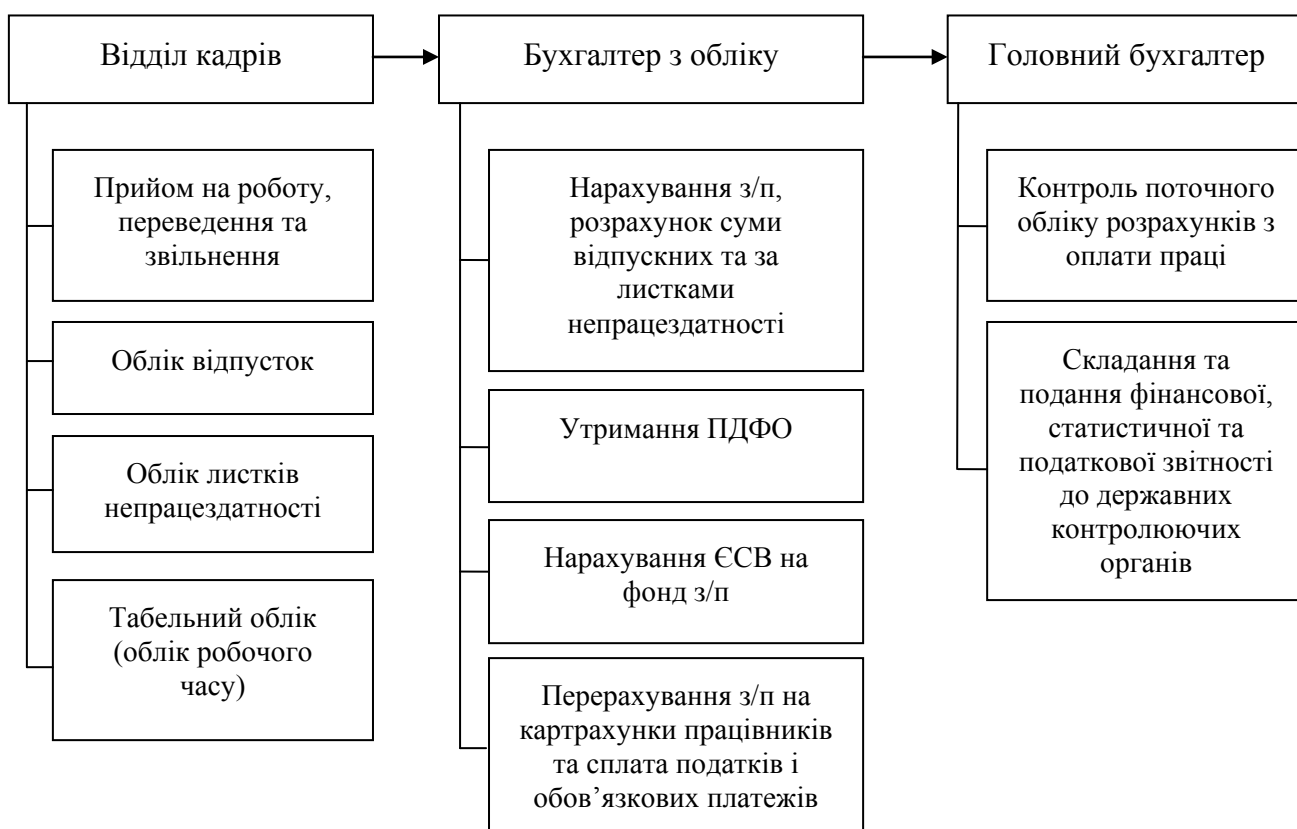 Відділ кадрів
Бухгалтер з обліку
Головний бухгалтер
Прийом на роботу,
переведення та
звільнення
Облік відпусток
Облік листків
непрацездатності
Табельний облік
(облік робочого
часу)
Нарахування з/п,
розрахунок суми
відпускних та за
листками
непрацездатності
Утримання ПДФО
Нарахування ЄСВ на
фонд з/п
Перерахування з/п на
картрахунки працівників
та сплата податків і
обов’язкових платежів
Контроль поточного
обліку розрахунків з
оплати праці
Складання та
подання фінансової,
статистичної та
податкової звітності
до державних
контролюючих
органів